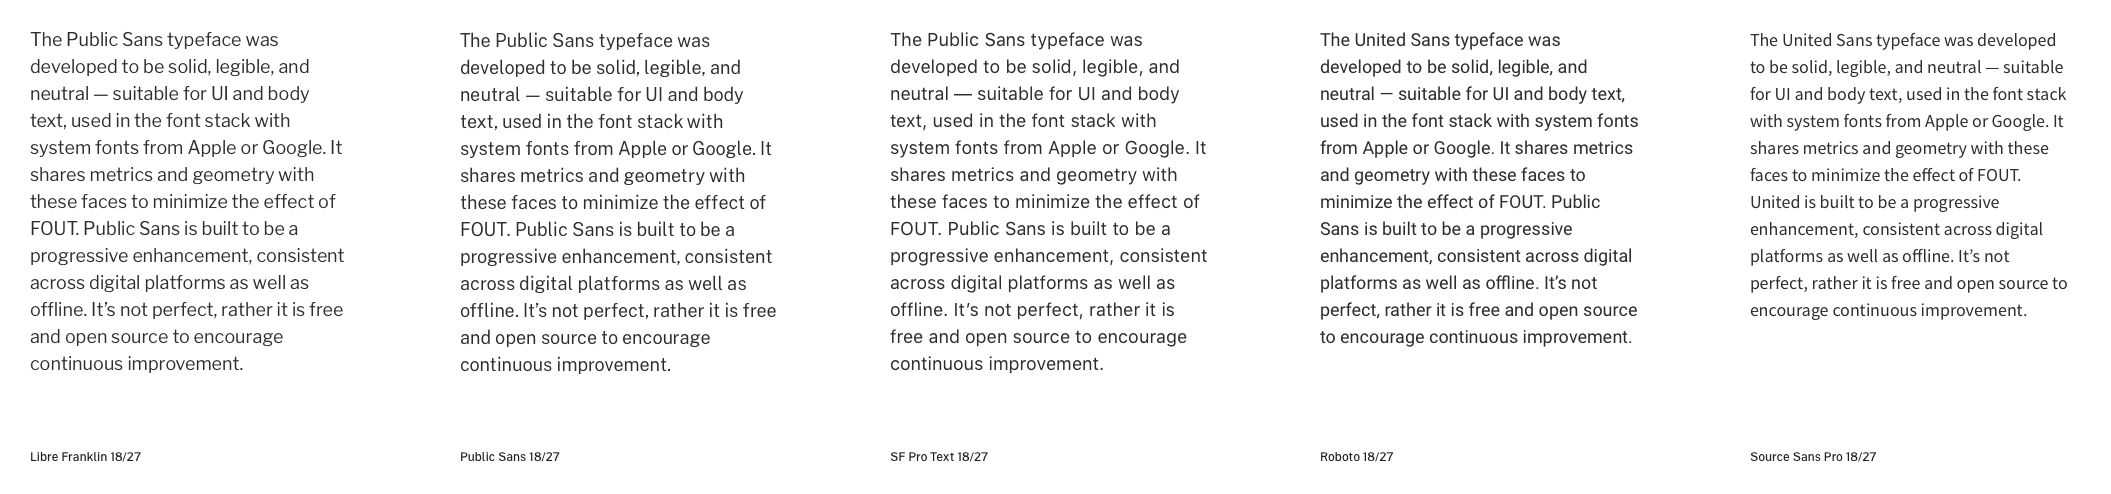 The Public Sans typeface was
developed to be solid, legible, and
neutral — suitable for UI and body
text, used in the font stack with
system fonts from Apple or Google. It
shares metrics and geometry with
these faces to minimize the effect of
FOUT. Public Sans is built to be a
progressive enhancement, consistent
across digital platforms as well as
offline. It’s not perfect, rather it is free
and open source to encourage
continuous improvement.
Libre Franklin 18/27
The Public Sans typeface was
developed to be solid, legible, and
neutral — suitable for UI and body
text, used in the font stack with
system fonts from Apple or Google. It
shares metrics and geometry with
these faces to minimize the effect of
FOUT. Public Sans is built to be a
progressive enhancement, consistent
across digital platforms as well as
offline. It’s not perfect, rather it is free
and open source to encourage
continuous improvement.
Public Sans 18/27
The Public Sans typeface was
developed to be solid, legible, and
neutral — suitable for UI and body
text, used in the font stack with
system fonts from Apple or Google. It
shares metrics and geometry with
these faces to minimize the effect of
FOUT. Public Sans is built to be a
progressive enhancement, consistent
across digital platforms as well as
offline. It’s not perfect, rather it is
free and open source to encourage
continuous improvement.
SF Pro Text 18/27
The United Sans typeface was
developed to be solid, legible, and
neutral — suitable for UI and body text,
used in the font stack with system fonts
from Apple or Google. It shares metrics
and geometry with these faces to
minimize the effect of FOUT. Public
Sans is built to be a progressive
enhancement, consistent across digital
platforms as well as offline. It’s not
perfect, rather it is free and open source
to encourage continuous improvement.
Roboto 18/27
The United Sans typeface was developed
to be solid, legible, and neutral — suitable
for UI and body text, used in the font stack
with system fonts from Apple or Google. It
shares metrics and geometry with these
faces to minimize the effect of FOUT.
United is built to be a progressive
enhancement, consistent across digital
platforms as well as offline. It’s not
perfect, rather it is free and open source to
encourage continuous improvement.
Source Sans Pro 18/27